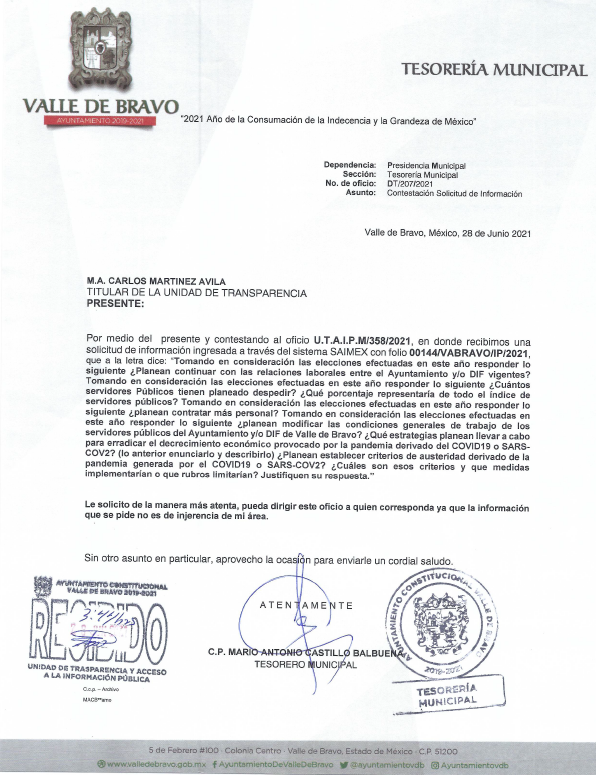 VALLE DE BRAVO
AYUNTAMIENTO 2019-2021
TESORERÍA MUNICIPAL
"2021 Año de la Consumación de la Indecencia y la Grandeza de México"
Dependencia: Presidencia Municipal
Sección: Tesorería Municipal
No. de oficio: DT/207/2021
Asunto: Contestación Solicitud de Información
Valle de Bravo, México, 28 de Junio 2021
M.A. CARLOS MARTINEZ AVILA
TITULAR DE LA UNIDAD DE TRANSPARENCIA
PRESENTE:
Por medio del presente y contestando al oficio U.T.A.I.P.M/358/2021, en donde recibimos una
solicitud de información ingresada a través del sistema SAIMEX con folio 00144/VABRAVO/IP/2021,
que a la letra dice: "Tomando en consideración las elecciones efectuadas en este año responder lo
siguiente ¿Planean continuar con las relaciones laborales entre el Ayuntamiento y/o DIF vigentes?
Tomando en consideración las elecciones efectuadas en este año responder lo siguiente ¿Cuántos
servidores Públicos tienen planeado despedir? ¿Qué porcentaje representaría de todo el índice de
servidores públicos? Tomando en consideración las elecciones efectuadas en este año responder lo
siguiente ¿planean contratar más personal? Tomando en consideración las elecciones efectuadas en
este año responder lo siguiente ¿planean modificar las condiciones generales de trabajo de los
servidores públicos del Ayuntamiento y/o DIF de Valle de Bravo? ¿Qué estrategias planean llevar a cabo
para erradicar el decrecimiento económico provocado por la pandemia derivado del COVID19 o SARS-
COV2? (lo anterior enunciarlo y describirlo) ¿Planean establecer criterios de austeridad derivado de la
pandemia generada por el COVID19 o SARS-COV2? ¿Cuáles son esos criterios y que medidas
implementarían o que rubros limitarían? Justifiquen su respuesta."
Le solicito de la manera más atenta, pueda dirigir este oficio a quien corresponda ya que la información
que se pide no es de injerencia de mi área.
Sin otro asunto en particular, aprovecho la ocasión para enviarle un cordial saludo.
AYUNTAMIENTO CONSTITUCIONAL
VALLE DE BRAVO 2019-2021
RECIBIDO
UNIDAD DE TRASPARENCIA Y ACCESO
A LA INFORMACIÓN PÚBLICA
ATENTAMENTE
C.P. MARIO ANTONIO CASTILLO BALBUENA
TESORERO MUNICIPAL
AYUNTAMIENTO CONSTITUCIONAL VALLE DE BRAVO
2019-2021
TESORERÍA
MUNICIPAL
C.c.p. – Archivo
MACB*amo
5 de Febrero #100 · Colonia Centro · Valle de Bravo, Estado de México · C.P. 51200
www.valledebravo.gob.mx AyuntamientoDeValleDeBravo @ayuntamientovdb Ayuntamientovdb